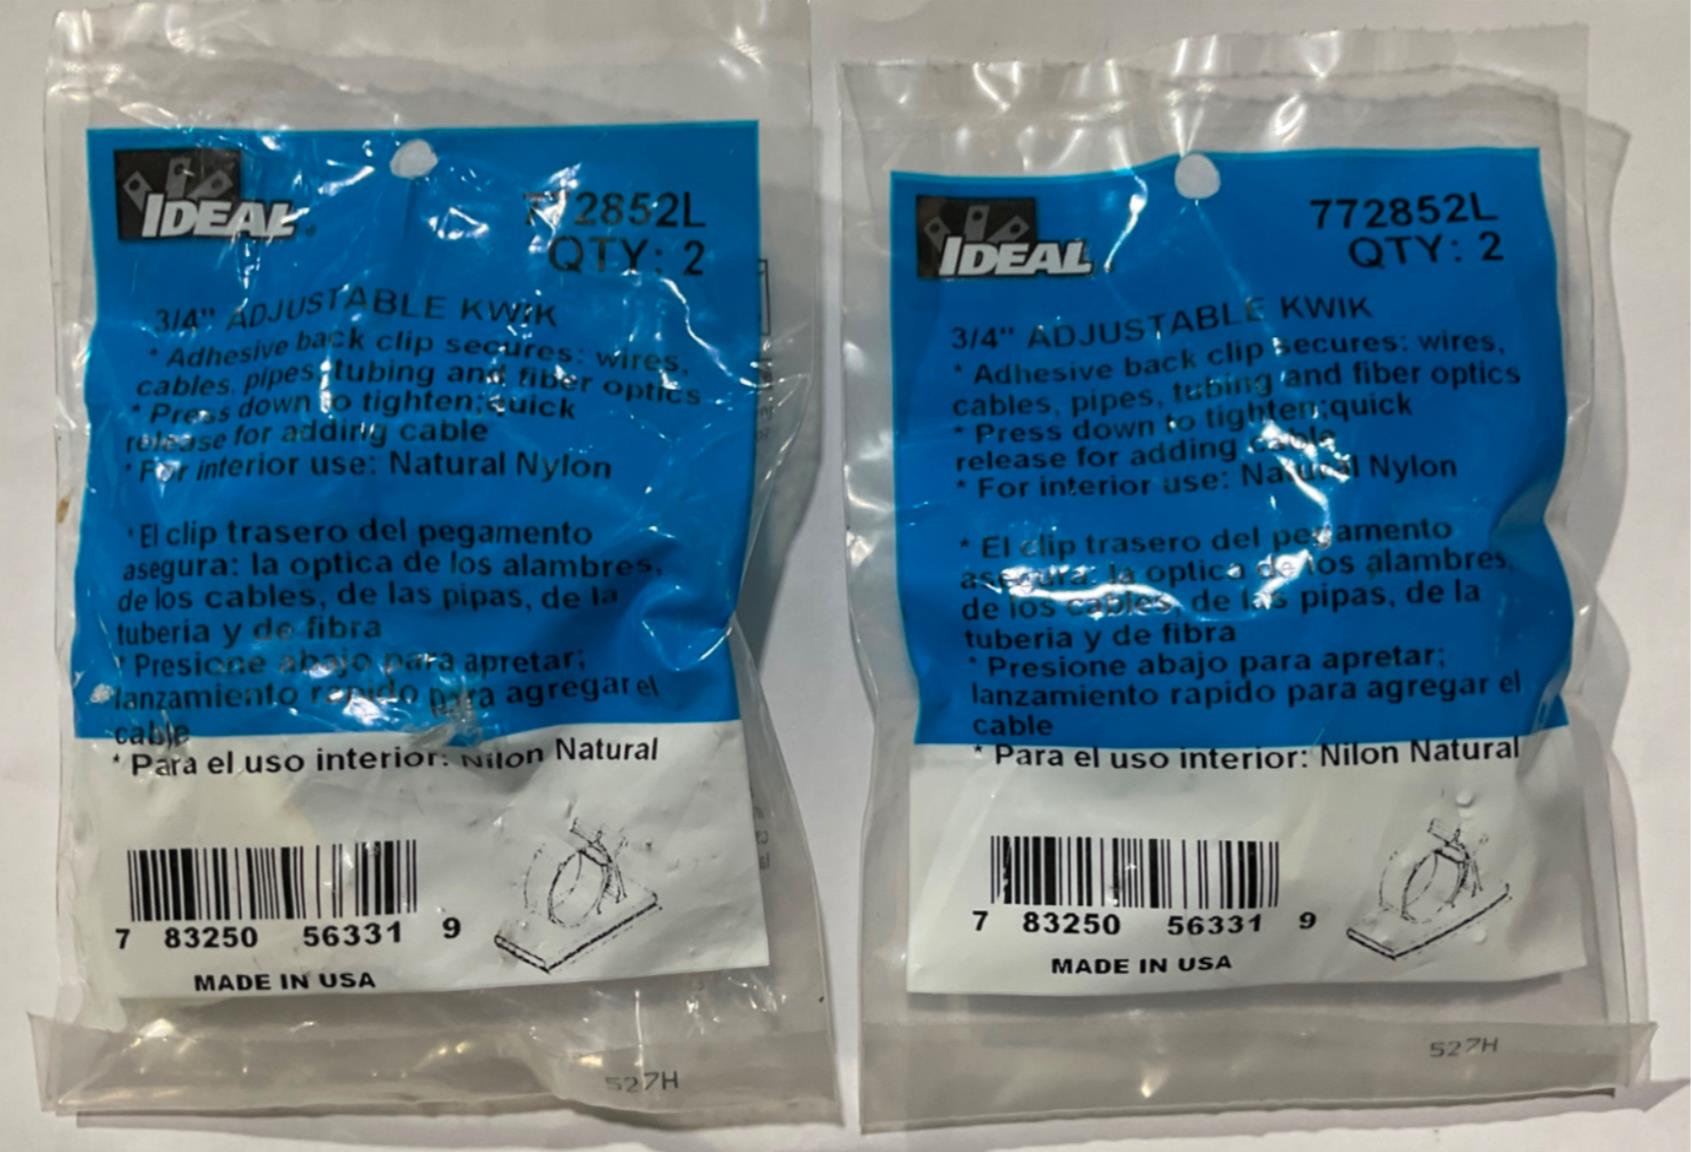 IDEAL
772852L
QTY: 2
3/4" ADJUSTABLE KWIK
* Adhesive back clip secures: wires,
cables, pipes, tubing and fiber optics
* Press down to tighten;quick
release for adding cable
* For interior use: Natural Nylon
* El clip trasero del pegamento
asegura: la optica de los alambres,
de los cables, de las pipas, de la
tuberia y de fibra
* Presione abajo para apretar;
lanzamiento rapido para agregar el
cable
* Para el uso interior: Nilon Natural
7 83250 56331 9
MADE IN USA
527H
IDEAL
772852L
QTY: 2
3/4" ADJUSTABLE KWIK
* Adhesive back clip secures: wires,
cables, pipes, tubing and fiber optics
* Press down to tighten;quick
release for adding cable
* For interior use: Natural Nylon
* El clip trasero del pegamento
asegura: la optica de los alambres,
de los cables, de las pipas, de la
tuberia y de fibra
* Presione abajo para apretar;
lanzamiento rapido para agregar el
cable
* Para el uso interior: Nilon Natural
7 83250 56331 9
MADE IN USA
527H